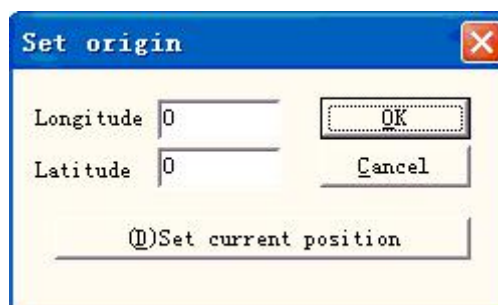 Set origin
Longitude 0 OK
Latitude 0 Cancel
(D)Set current position